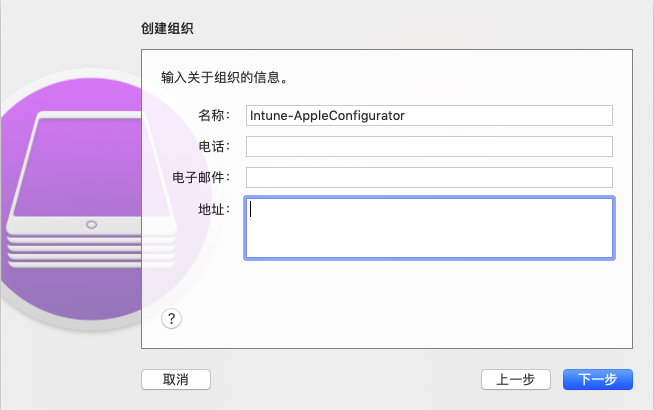 创建组织
输入关于组织的信息。
名称： Intune-AppleConfigurator
电话：
电子邮件：
地址：
?
取消 上一步 下一步